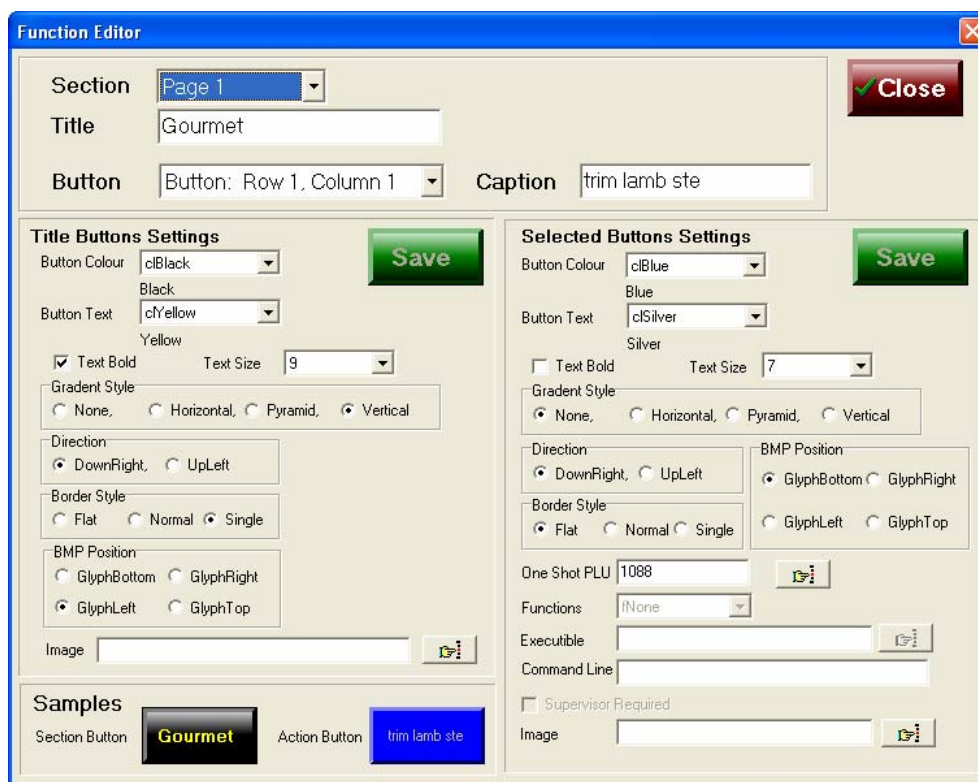 Function Editor
Section Page 1
Close
Title Gourmet
Button Button: Row 1, Column 1 Caption trim lamb ste
Title Buttons Settings
Save
Button Colour clBlack
Black
Button Text clYellow
Yellow
Text Bold Text Size 9
Gradent Style
None, Horizontal, Pyramid, Vertical
Direction
DownRight, UpLeft
Border Style
Flat Normal Single
BMP Position
GlyphBottom GlyphRight
GlyphLeft GlyphTop
Image
Selected Buttons Settings
Save
Button Colour clBlue
Blue
Button Text clSilver
Silver
Text Bold Text Size 7
Gradent Style
None, Horizontal, Pyramid, Vertical
Direction
DownRight, UpLeft
BMP Position
GlyphBottom GlyphRight
GlyphLeft GlyphTop
Border Style
Flat Normal Single
One Shot PLU 1088
Functions fNone
Executible
Command Line
Supervisor Required
Image
Samples
Section Button Gourmet Action Button trim lamb ste